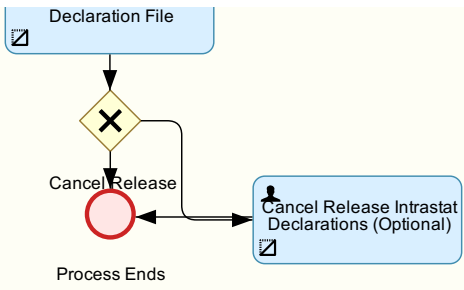 Declaration File
Cancel Release
Cancel Release Intrastat
Declarations (Optional)
Process Ends